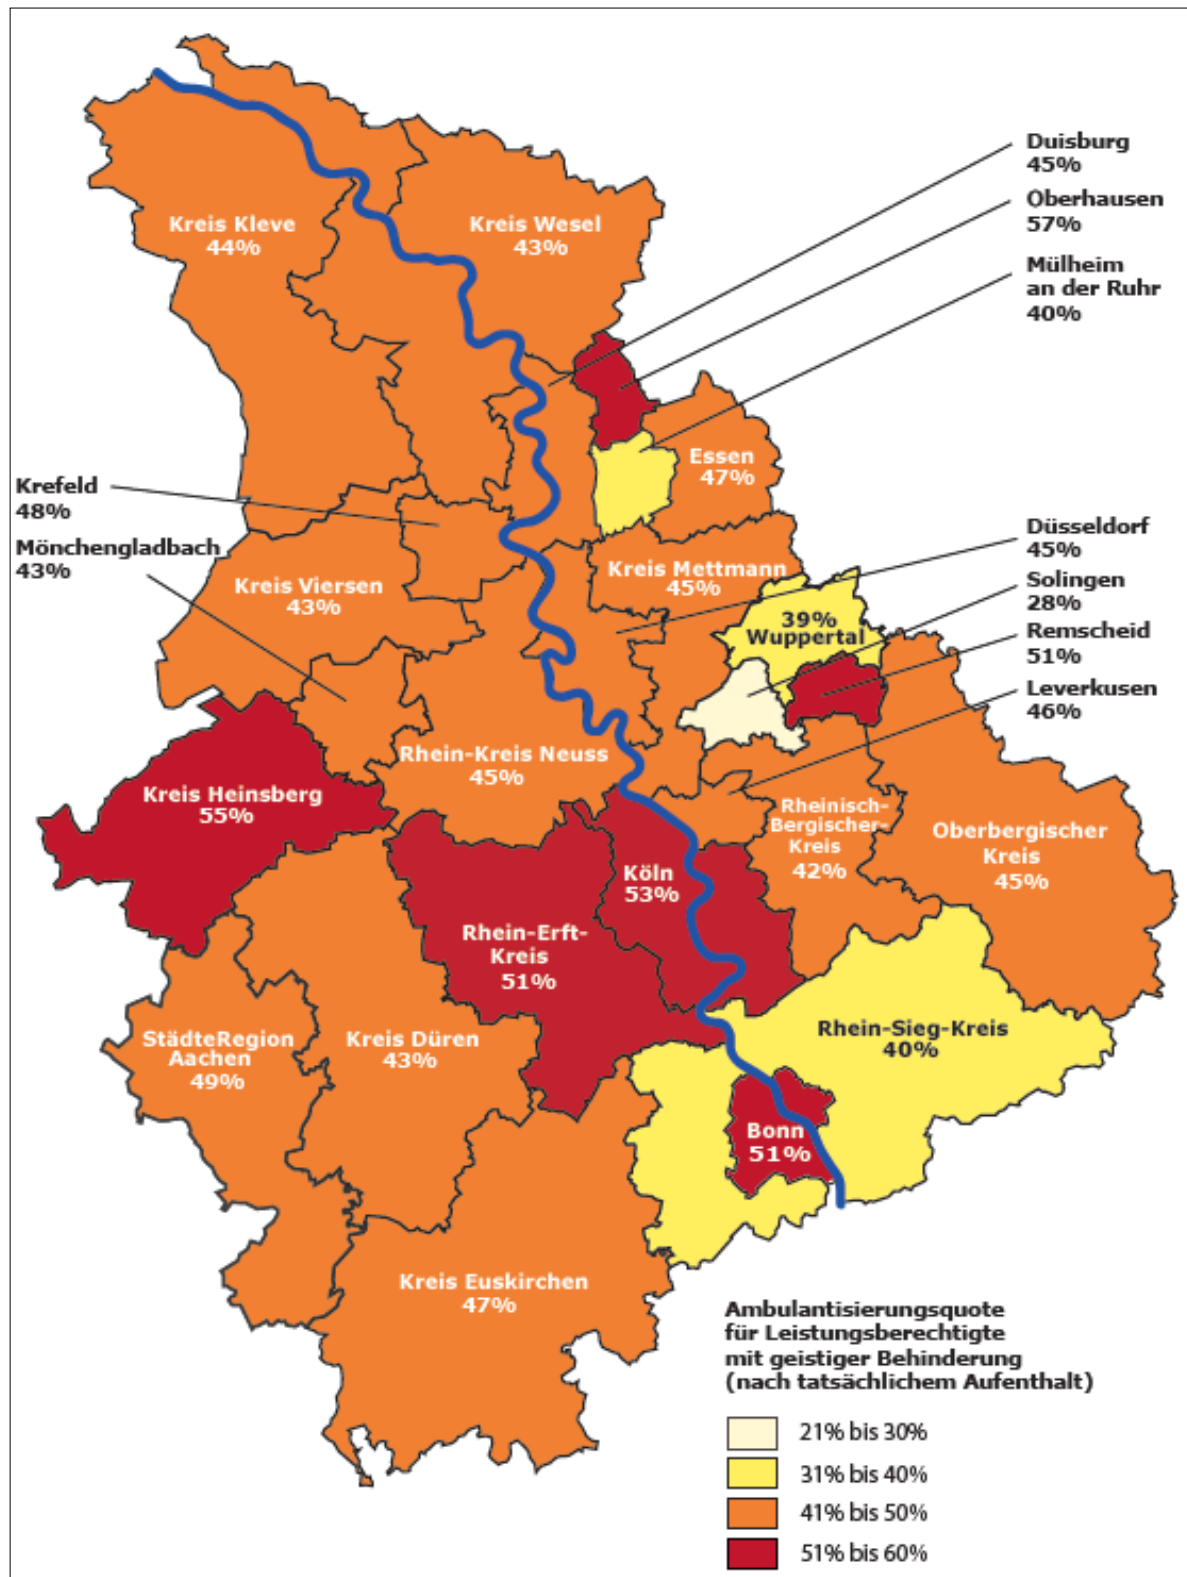 Duisburg
45%
Oberhausen
57%
Mülheim
an der Ruhr
40%
Kreis Kleve
44%
Kreis Wesel
43%
Essen
47%
Krefeld
48%
Mönchengladbach
43%
Kreis Viersen
43%
Kreis Mettmann
45%
Düsseldorf
45%
Solingen
28%
Remscheid
51%
Leverkusen
46%
39%
Wuppertal
Rhein-Kreis Neuss
45%
Kreis Heinsberg
55%
Rheinisch-
Bergischer-
Kreis
42%
Oberbergischer
Kreis
45%
Köln
53%
Rhein-Erft-
Kreis
51%
StädteRegion
Aachen
49%
Kreis Düren
43%
Rhein-Sieg-Kreis
40%
Bonn
51%
Kreis Euskirchen
47%
Ambulantisierungsquote
für Leistungsberechtigte
mit geistiger Behinderung
(nach tatsächlichem Aufenthalt)
21% bis 30%
31% bis 40%
41% bis 50%
51% bis 60%